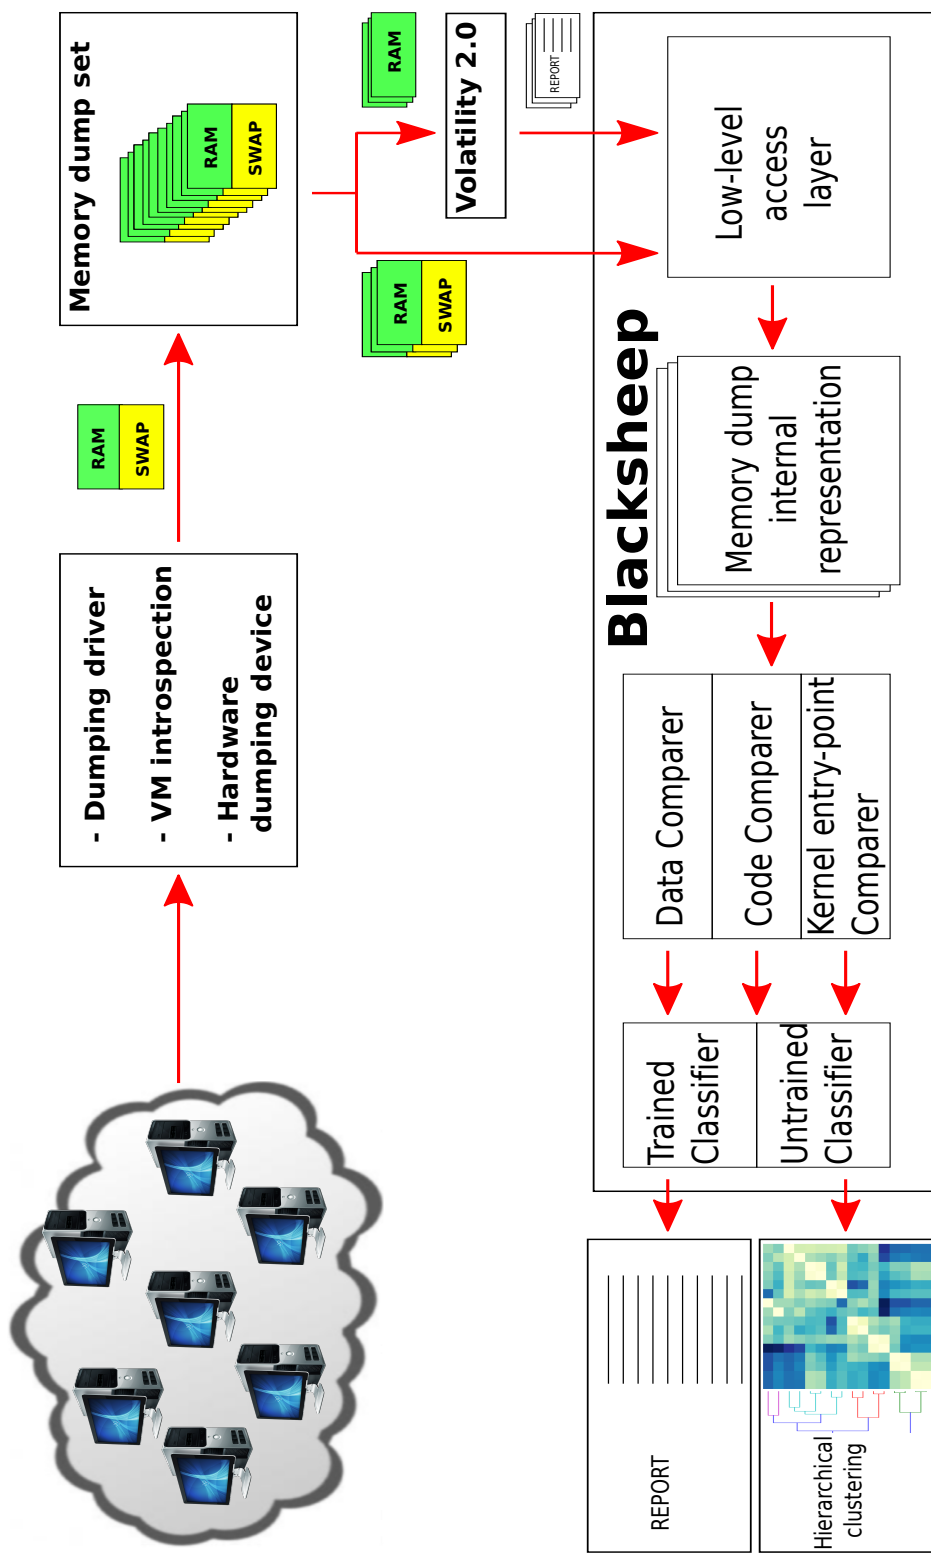 - Dumping driver
- VM introspection
- Hardware
dumping device
RAM
SWAP
Memory dump set
RAM
SWAP
RAM
Volatility 2.0
REPORT
RAM
SWAP
Blacksheep
Low-level
access
layer
Memory dump
internal
representation
Data Comparer
Code Comparer
Kernel entry-point
Comparer
Trained
Classifier
Untrained
Classifier
REPORT
Hierarchical
clustering